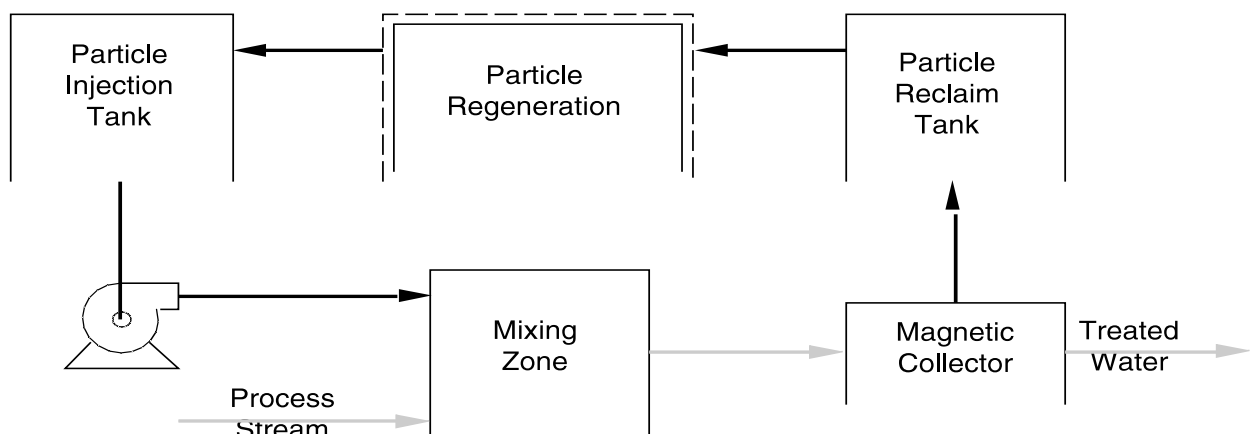 Particle
Injection
Tank
Particle
Regeneration
Particle
Reclaim
Tank
Mixing
Zone
Magnetic
Collector
Treated
Water
Process
Stream